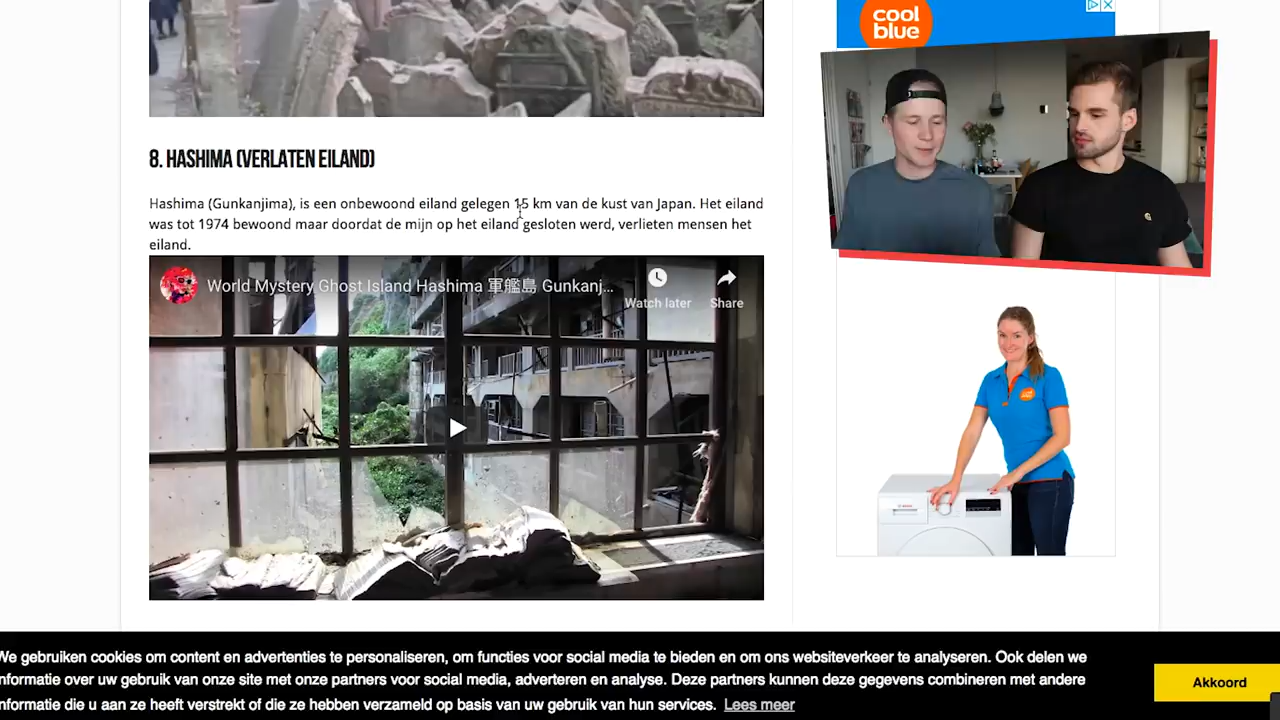 cool
blue
8. HASHIMA (VERLATEN EILAND)
Hashima (Gunkanjima), is een onbewoond eiland gelegen 15 km van de kust van Japan. Het eiland
was tot 1974 bewoond maar doordat de mijn op het eiland gesloten werd, verlieten mensen het
eiland.
World Mystery Ghost Island Hashima 軍艦島 Gunkanj...
Watch later
Share
We gebruiken cookies om content en advertenties te personaliseren, om functies voor social media te bieden en om ons websiteverkeer te analyseren. Ook delen we
nformatie over uw gebruik van onze site met onze partners voor social media, adverteren en analyse. Deze partners kunnen deze gegevens combineren met andere
nformatie die u aan ze heeft verstrekt of die ze hebben verzameld op basis van uw gebruik van hun services. Lees meer
Akkoord